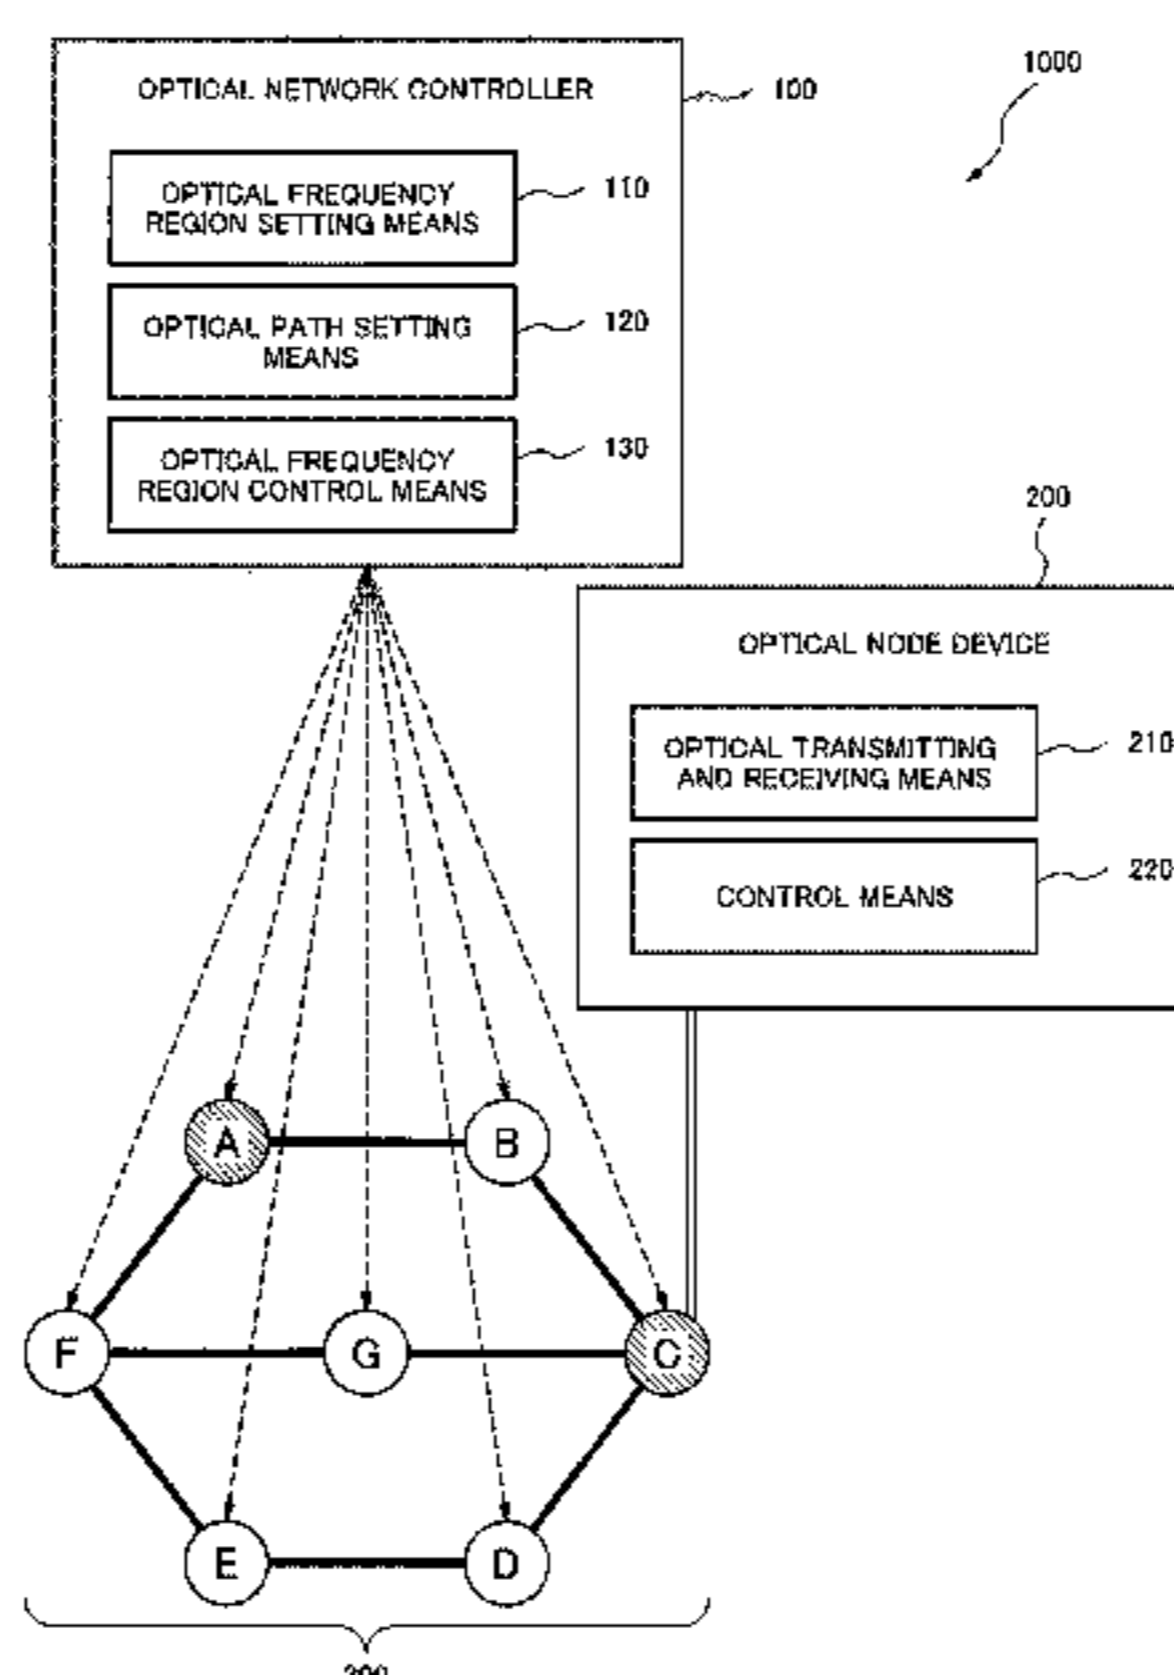 1000
OPTICAL NETWORK CONTROLLER
100
OPTICAL FREQUENCY
REGION SETTING MEANS
110
OPTICAL PATH SETTING
MEANS
120
OPTICAL FREQUENCY
REGION CONTROL MEANS
130
200
OPTICAL NODE DEVICE
OPTICAL TRANSMITTING
AND RECEIVING MEANS
210
CONTROL MEANS
220
A
B
F
G
C
E
D